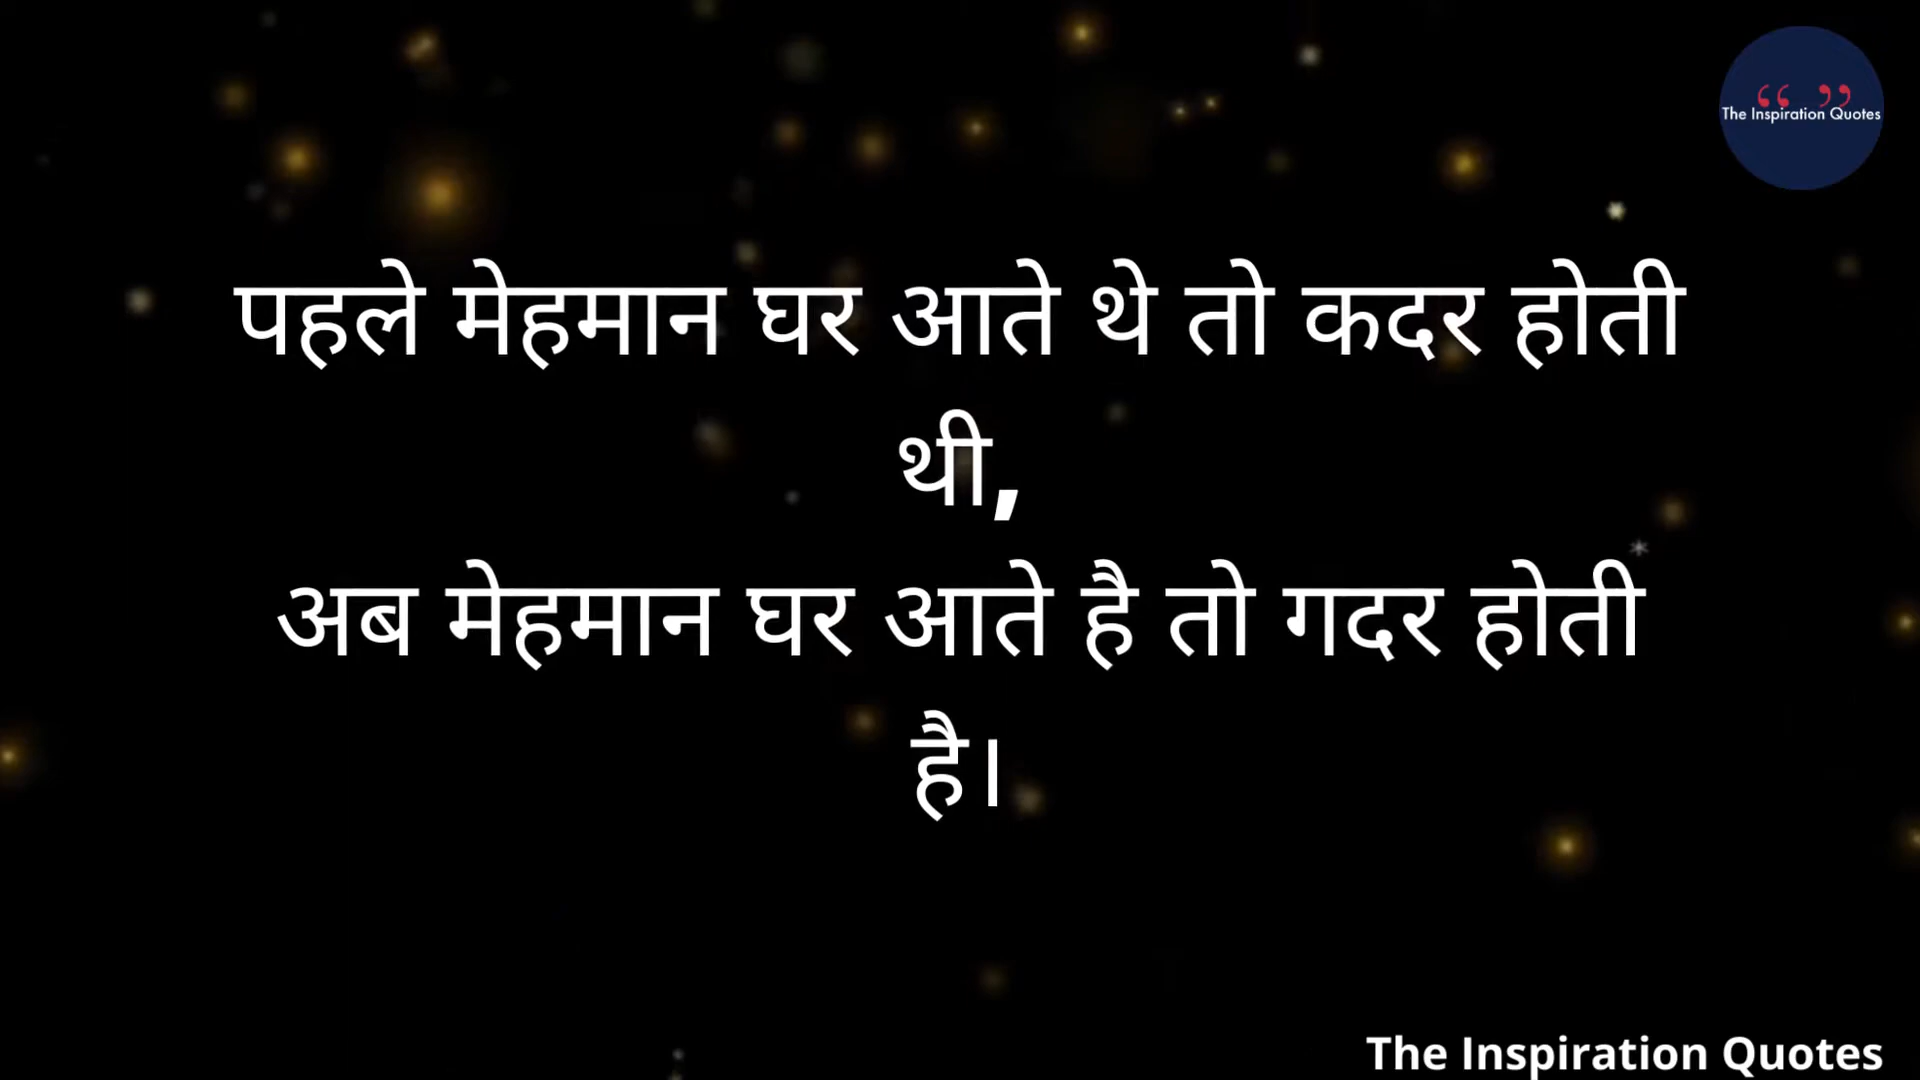 The Inspiration Quotes
पहले मेहमान घर आते थे तो कदर होती
थी,
अब मेहमान घर आते है तो गदर होती
है।
The Inspiration Quotes